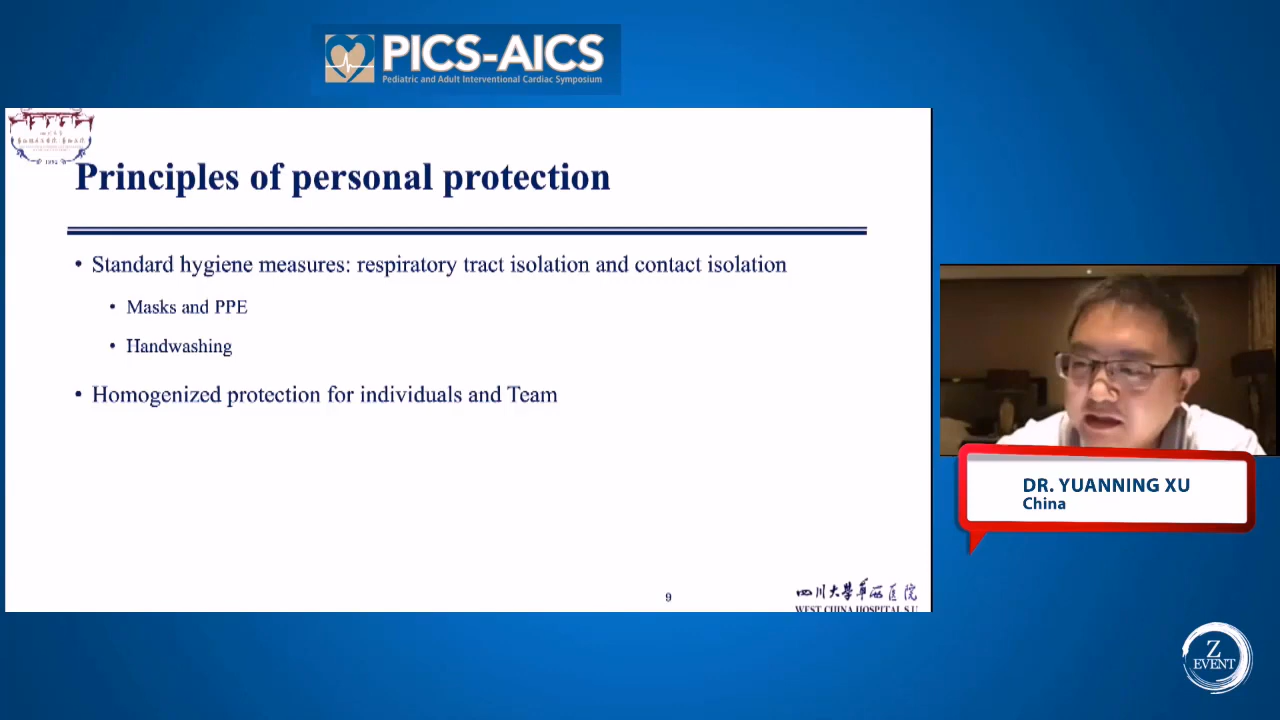 PICS-AICS
Pediatric and Adult Interventional Cardiac Symposium
Principles of personal protection
• Standard hygiene measures: respiratory tract isolation and contact isolation
• Masks and PPE
• Handwashing
• Homogenized protection for individuals and Team
9
四川大學華西医院
WEST CHINA HOSPITAL S.U
DR. YUANNING XU
China
Z
EVENT